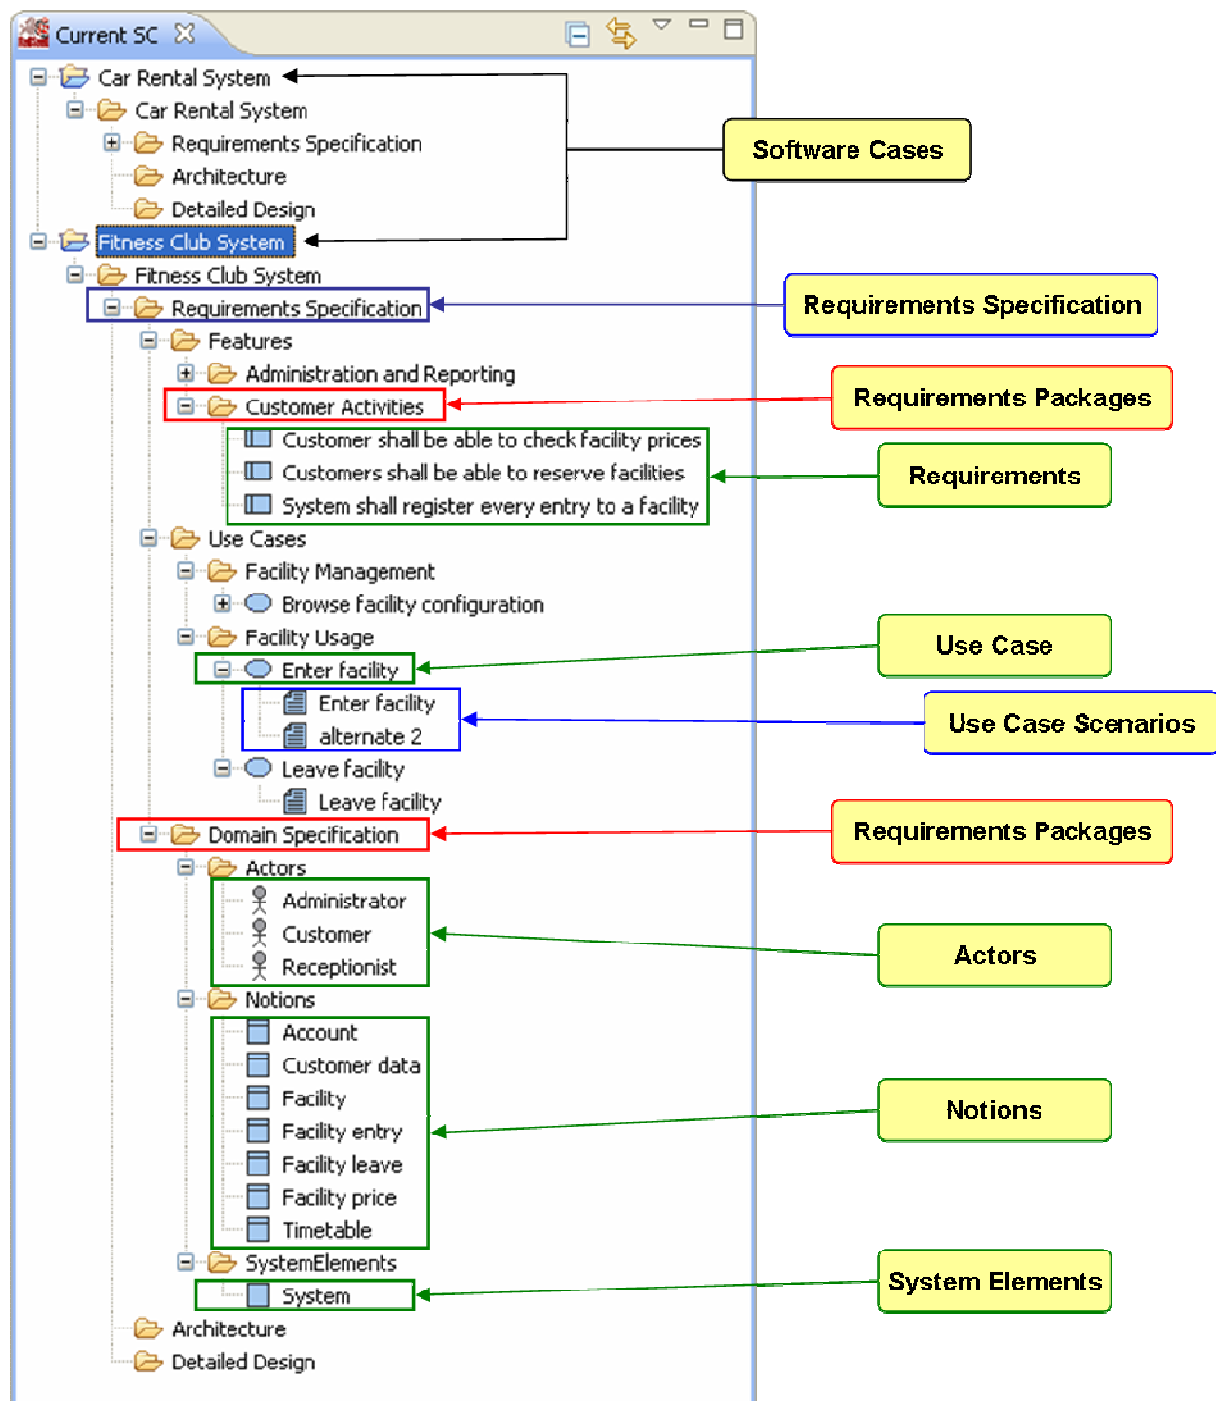 Current SC
Car Rental System
Car Rental System
Requirements Specification
Architecture
Detailed Design
Fitness Club System
Fitness Club System
Requirements Specification
Features
Administration and Reporting
Customer Activities
Customer shall be able to check facility prices
Customers shall be able to reserve facilities
System shall register every entry to a facility
Use Cases
Facility Management
Browse facility configuration
Facility Usage
Enter facility
Enter facility
alternate 2
Leave facility
Leave facility
Domain Specification
Actors
Administrator
Customer
Receptionist
Notions
Account
Customer data
Facility
Facility entry
Facility leave
Facility price
Timetable
SystemElements
System
Architecture
Detailed Design
Software Cases
Requirements Specification
Requirements Packages
Requirements
Use Case
Use Case Scenarios
Requirements Packages
Actors
Notions
System Elements